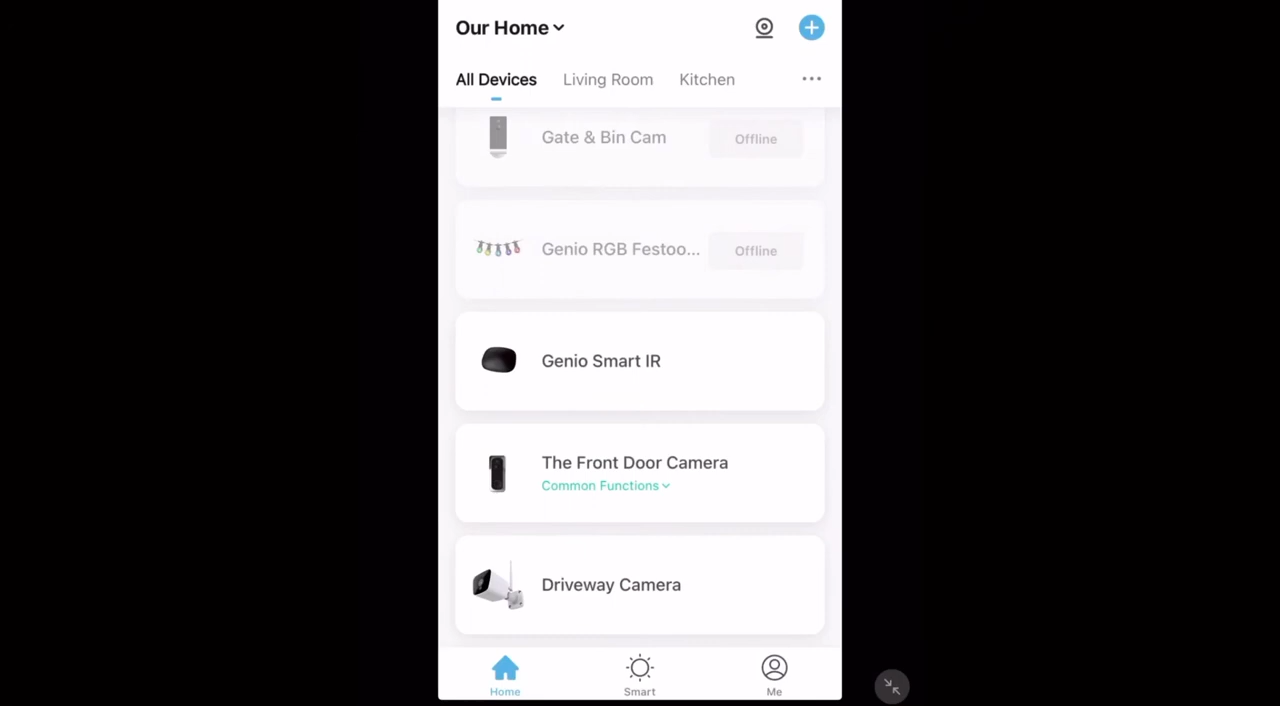 Our Home
All Devices Living Room Kitchen
Gate & Bin Cam Offline
Genio RGB Festoo... Offline
Genio Smart IR
The Front Door Camera
Common Functions
Driveway Camera
Home Smart Me